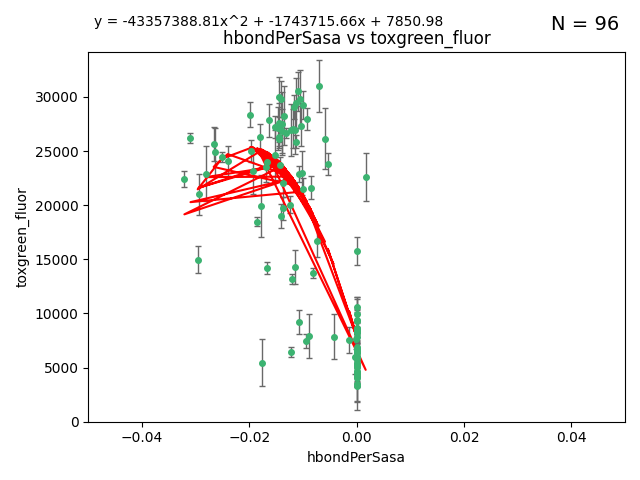 y = -43357388.81x^2 + -1743715.66x + 7850.98
N = 96
hbondPerSasa vs toxgreen_fluor
30000
25000
20000
15000
10000
5000
0
toxgreen_fluor
−0.04
−0.02
0.00
0.02
0.04
hbondPerSasa